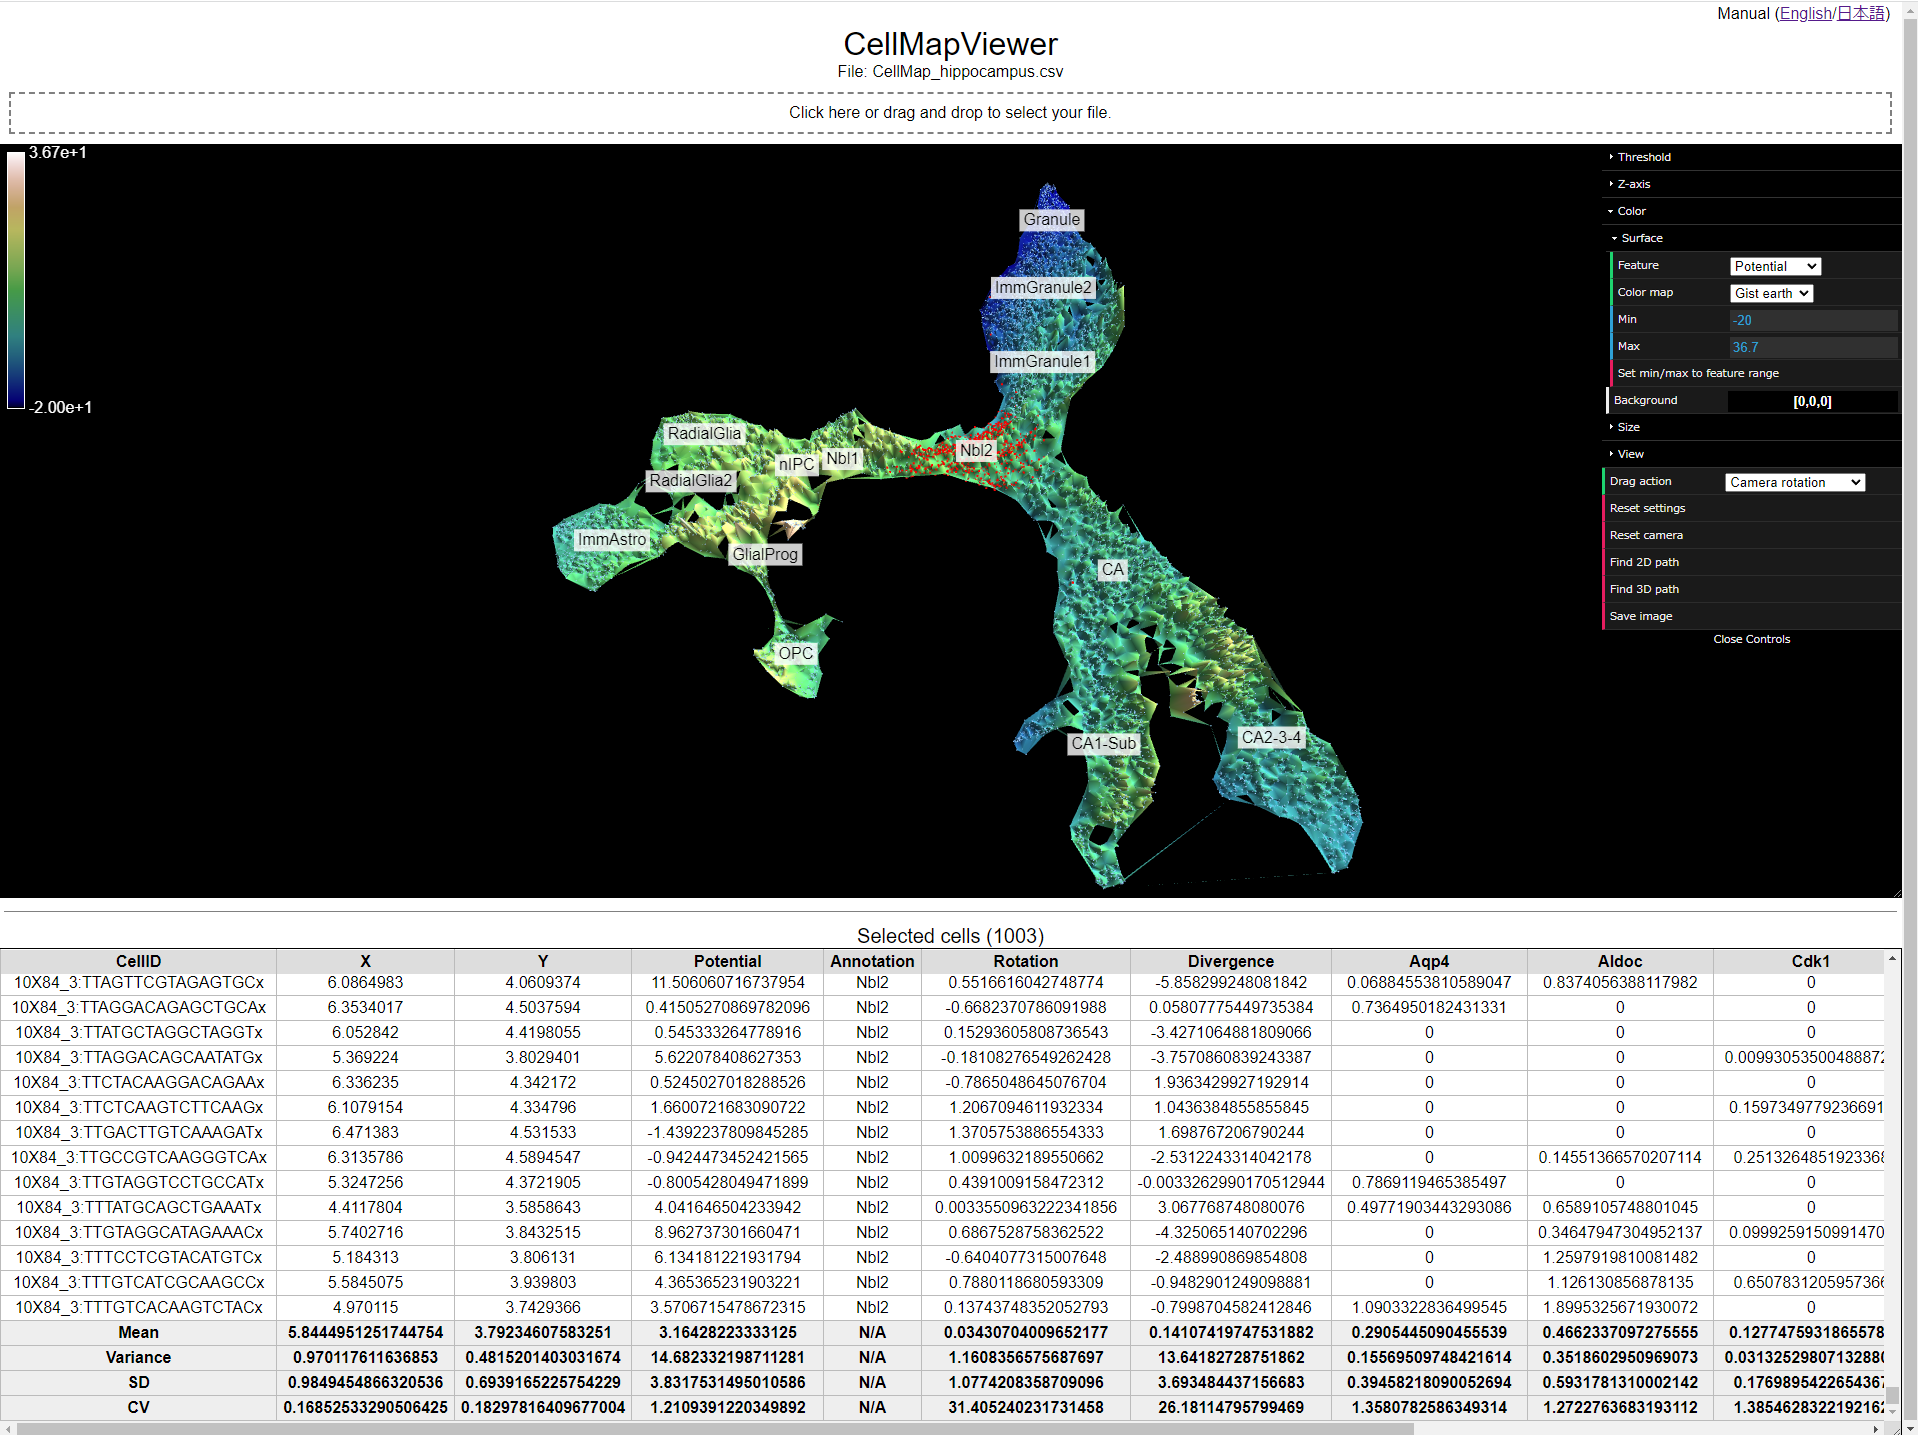 Manual (English/日本語)
CellMapViewer
File: CellMap_hippocampus.csv
Click here or drag and drop to select your file.
3.67e+1
-2.00e+1
Granule
ImmGranule2
ImmGranule1
RadialGlia
nIPC
Nbl1
Nbl2
RadialGlia2
ImmAstro
GlialProg
CA
OPC
CA1-Sub
CA2-3-4
Threshold
Z-axis
Color
Surface
Feature Potential
Color map Gist earth
Min -20
Max 36.7
Set min/max to feature range
Background [0,0,0]
Size
View
Drag action Camera rotation
Reset settings
Reset camera
Find 2D path
Find 3D path
Save image
Close Controls
Selected cells (1003)
CellID X Y Potential Annotation Rotation Divergence Aqp4 Aldoc Cdk1
10X84_3:TTAGTTCGTAGAGTGCx 6.0864983 4.0609374 11.506060716737954 Nbl2 0.5516616042748774 -5.858299248081842 0.06884553810589047 0.8374056388117982 0
10X84_3:TTAGGACAGAGCTGCAx 6.3534017 4.5037594 0.41505270869782096 Nbl2 -0.6682370786091988 0.05807775449735384 0.7364950182431331 0 0
10X84_3:TTATGCTAGGCTAGGTx 6.052842 4.4198055 0.545333264778916 Nbl2 0.15293605808736543 -3.4271064881809066 0 0 0
10X84_3:TTAGGACAGCAATATGx 5.369224 3.8029401 5.622078408627353 Nbl2 -0.18108276549262428 -3.7570860839243387 0 0 0.00993053500488872
10X84_3:TTCTACAAGGACAGAAx 6.336235 4.342172 0.5245027018288526 Nbl2 -0.7865048645076704 1.9363429927192914 0 0 0
10X84_3:TTCTCAAGTCTTCAAGx 6.1079154 4.334796 1.6600721683090722 Nbl2 1.2067094611932334 1.0436384855855845 0 0 0.1597349779236691
10X84_3:TTGACTTGTCAAAGATx 6.471383 4.531533 -1.4392237809845285 Nbl2 1.3705753886554333 1.698767206790244 0 0 0
10X84_3:TTGCCGTCAAGGGTCAx 6.3135786 4.5894547 -0.9424473452421565 Nbl2 1.0099632189550662 -2.5312243314042178 0 0.14551366570207114 0.2513264851923368
10X84_3:TTGTAGGTCCTGCCATx 5.3247256 4.3721905 -0.8005428049471899 Nbl2 0.4391009158472312 -0.0033262990170512944 0.7869119465385497 0 0
10X84_3:TTTATGCAGCTGAAATx 4.4117804 3.5858643 4.041646504233942 Nbl2 0.0033550963222341856 3.067768748080076 0.49771903443293086 0.6589105748801045 0
10X84_3:TTGTAGGCATAGAAACx 5.7402716 3.8432515 8.962737301660471 Nbl2 0.6867528758362522 -4.325065140702296 0 0.34647947304952137 0.0999259150991470
10X84_3:TTTCCTCGTACATGTCx 5.184313 3.806131 6.134181221931794 Nbl2 -0.6404077315007648 -2.488990869854808 0 1.2597919810081482 0
10X84_3:TTTGTCATCGCAAGCCx 5.5845075 3.939803 4.365365231903221 Nbl2 0.7880118680593309 -0.9482901249098881 0 1.126130856878135 0.6507831205957366
10X84_3:TTTGTCACAAGTCTACx 4.970115 3.7429366 3.5706715478672315 Nbl2 0.13743748352052793 -0.7998704582412846 1.0903322836499545 1.8995325671930072 0
Mean 5.8444951251744754 3.79234607583251 3.16428223333125 N/A 0.03430704009652177 0.14107419747531882 0.2905445090455539 0.4662337097275555 0.1277475931865578
Variance 0.970117611636853 0.4815201403031674 14.682332198711281 N/A 1.1608356575687697 13.64182728751862 0.15569509748421614 0.3518602950969073 0.031325298071328​80
SD 0.9849454866320536 0.6939165225754229 3.8317531495010586 N/A 1.0774208358709096 3.693484437156683 0.39458218090052694 0.5931781310002142 0.1769895422654367
CV 0.16852533290506425 0.18297816409677004 1.2109391220349892 N/A 31.405240231731458 26.18114795799469 1.3580782586349314 1.2722763683193112 1.3854628322192162